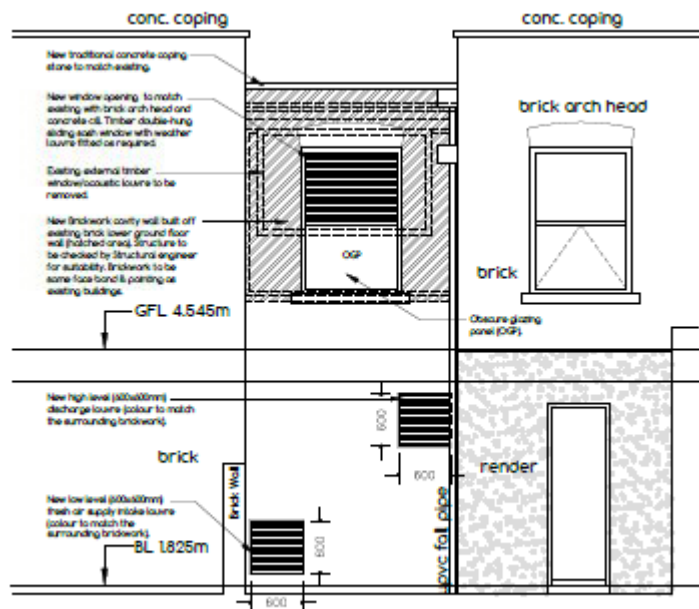 conc. coping
conc. coping
New traditional concrete coping
stone to match existing.
New window opening to match
existing with brick arch head and
concrete cill. Timber double-hung
sliding sash window with weather
louvre fitted as required.
brick arch head
Existing external timber
window/acoustic louvre to be
removed.
New Brickwork cavity wall built off
existing brick lower ground floor
wall (hatched area). Structure to
be checked by Structural engineer
for suitability. Brickwork to be
same face bond & painting as
existing buildings.
OGP
brick
GFL 4.545m
Obscure glazing
panel (OGP).
New high level (600x600mm)
discharge louvre (colour to match
the surrounding brickwork).
600
600
brick
render
Brick Wall
New low level (600x600mm)
fresh air supply intake louvre
(colour to match the
surrounding brickwork).
600
upvc fall pipe
BL 1.825m
600